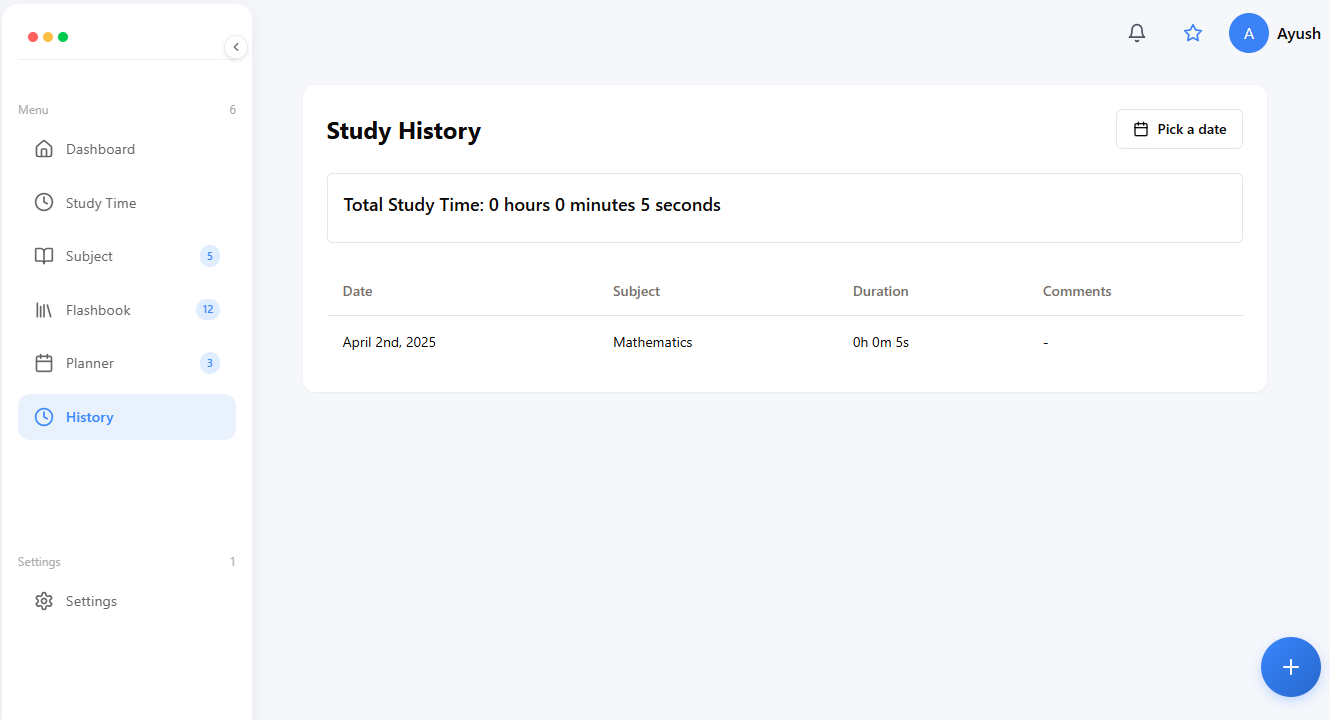 A Ayush
Menu 6
Dashboard
Study Time
Subject 5
Flashbook 12
Planner 3
History
Settings 1
Settings
Study History
Pick a date
Total Study Time: 0 hours 0 minutes 5 seconds
Date Subject Duration Comments
April 2nd, 2025 Mathematics 0h 0m 5s -